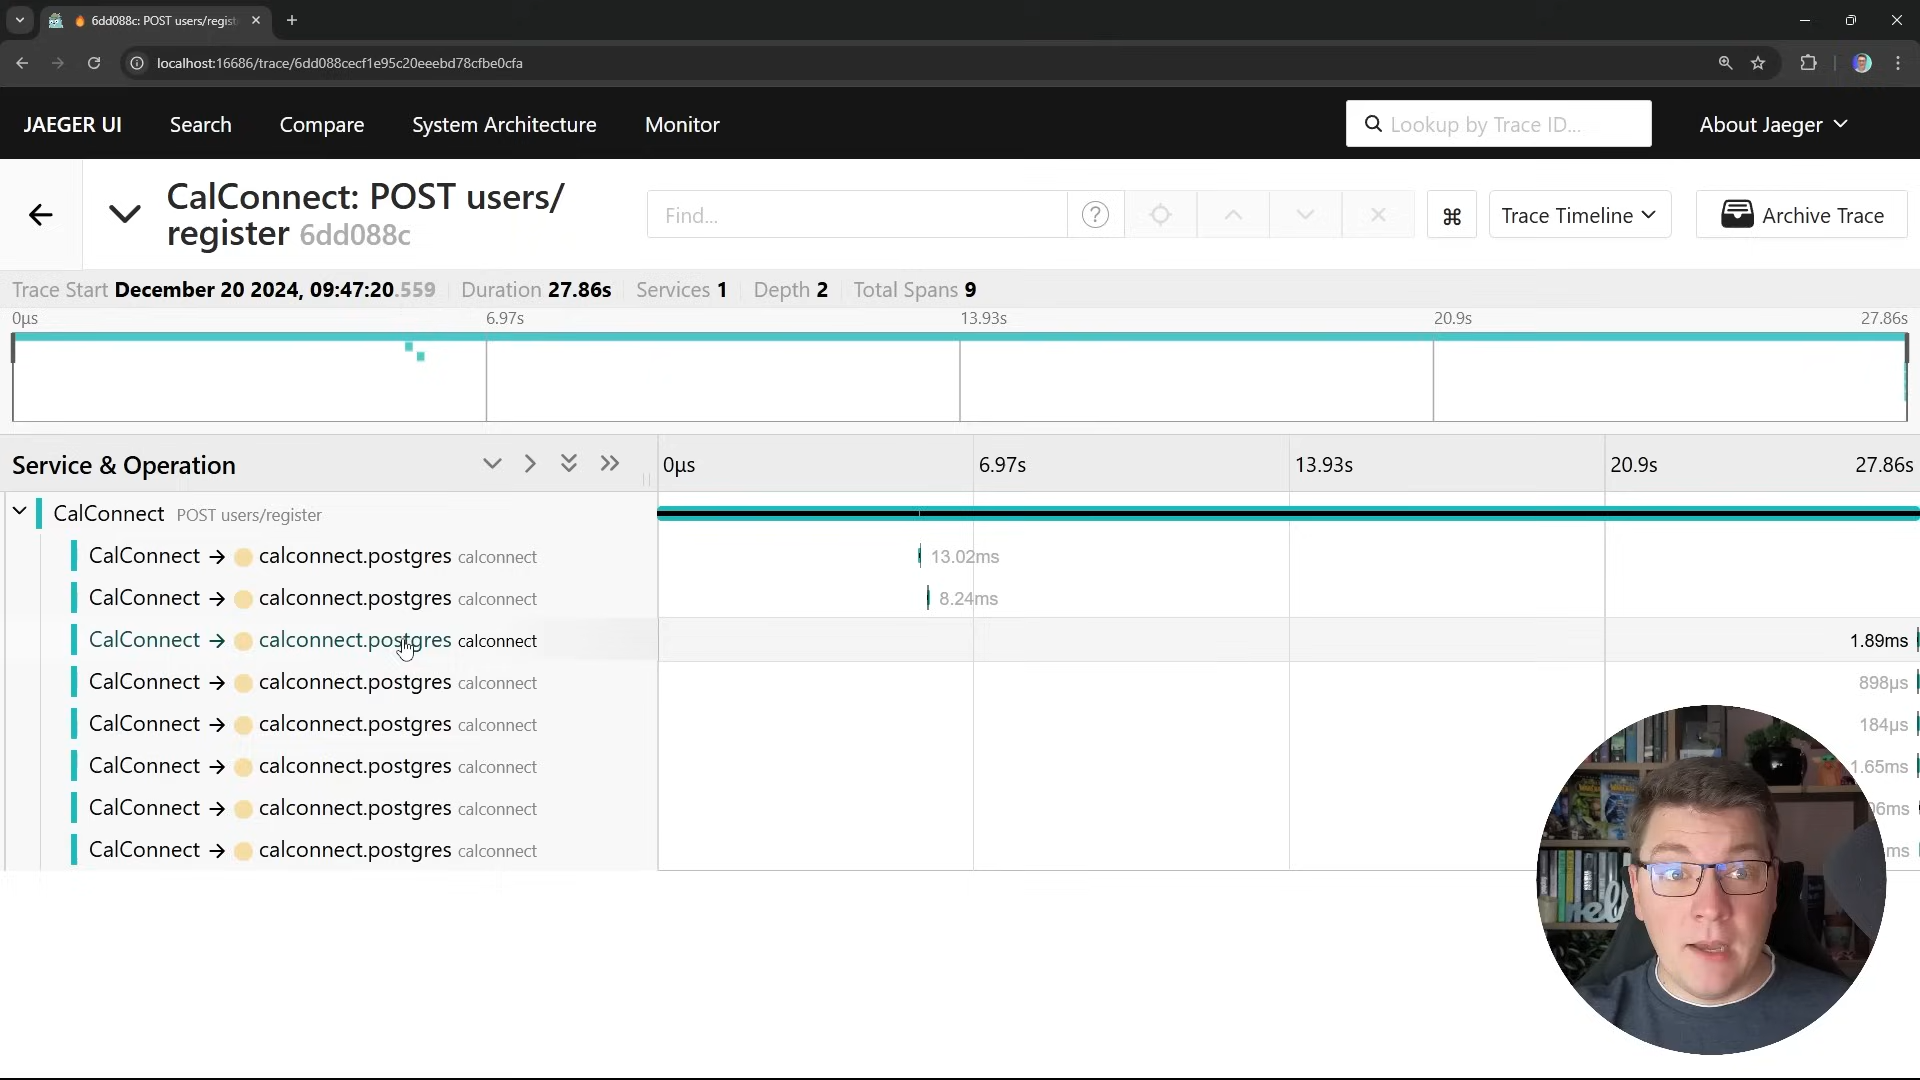 6dd088c: POST users/regist
localhost:16686/trace/6dd088cecf1e95c20eeebd78cfbe0cfa
JAEGER UI Search Compare System Architecture Monitor Lookup by Trace ID... About Jaeger
CalConnect: POST users/
register 6dd088c
Find...
Trace Timeline
Archive Trace
Trace Start December 20 2024, 09:47:20.559 Duration 27.86s Services 1 Depth 2 Total Spans 9
0μs 6.97s 13.93s 20.9s 27.86s
Service & Operation 0μs 6.97s 13.93s 20.9s 27.86s
CalConnect POST users/register
CalConnect → calconnect.postgres calconnect 13.02ms
CalConnect → calconnect.postgres calconnect 8.24ms
CalConnect → calconnect.postgres calconnect 1.89ms
CalConnect → calconnect.postgres calconnect 898μs
CalConnect → calconnect.postgres calconnect 184μs
CalConnect → calconnect.postgres calconnect 1.65ms
CalConnect → calconnect.postgres calconnect
CalConnect → calconnect.postgres calconnect